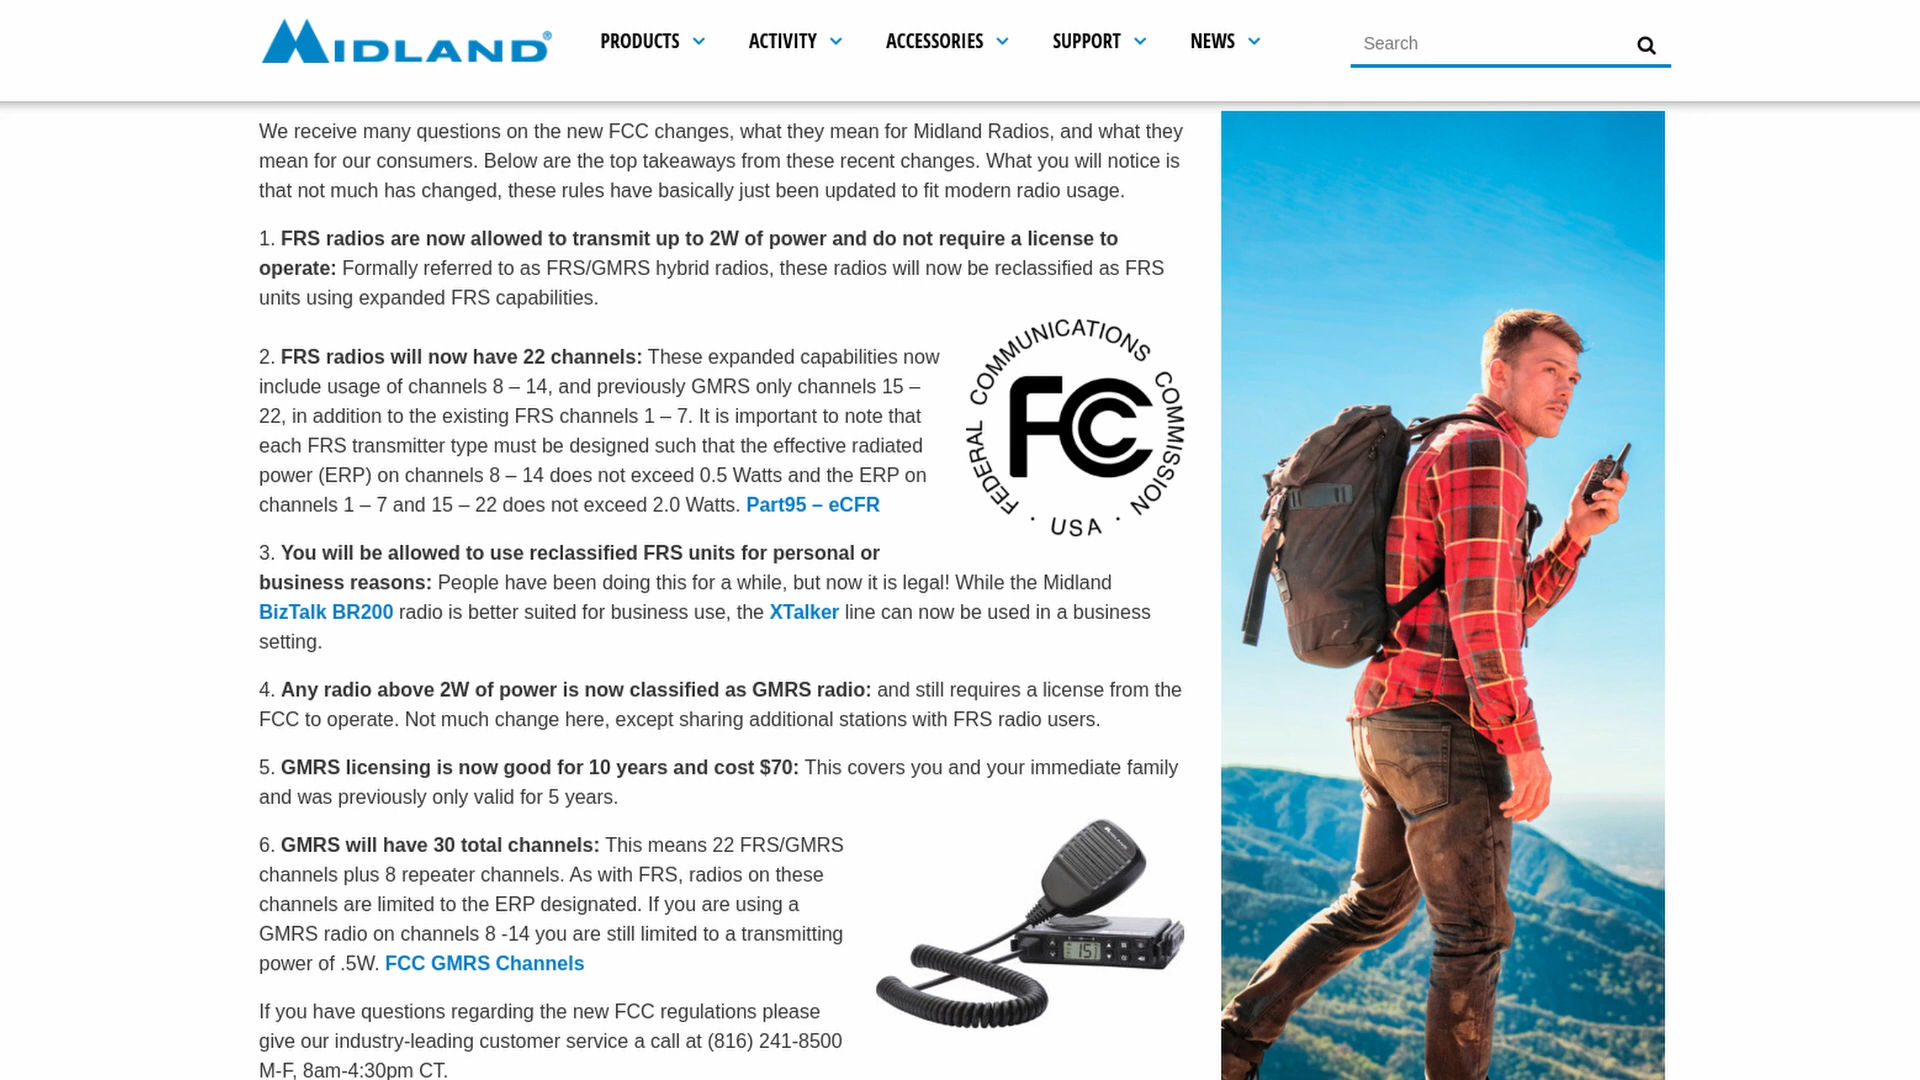 MIDLAND®
PRODUCTS
ACTIVITY
ACCESSORIES
SUPPORT
NEWS
Search
We receive many questions on the new FCC changes, what they mean for Midland Radios, and what they
mean for our consumers. Below are the top takeaways from these recent changes. What you will notice is
that not much has changed, these rules have basically just been updated to fit modern radio usage.
1. FRS radios are now allowed to transmit up to 2W of power and do not require a license to
operate: Formally referred to as FRS/GMRS hybrid radios, these radios will now be reclassified as FRS
units using expanded FRS capabilities.
2. FRS radios will now have 22 channels: These expanded capabilities now
include usage of channels 8 – 14, and previously GMRS only channels 15 –
22, in addition to the existing FRS channels 1 – 7. It is important to note that
each FRS transmitter type must be designed such that the effective radiated
power (ERP) on channels 8 – 14 does not exceed 0.5 Watts and the ERP on
channels 1 – 7 and 15 – 22 does not exceed 2.0 Watts. Part95 – eCFR
FEDERAL COMMUNICATIONS COMMISSION
FCC
· USA ·
3. You will be allowed to use reclassified FRS units for personal or
business reasons: People have been doing this for a while, but now it is legal! While the Midland
BizTalk BR200 radio is better suited for business use, the XTalker line can now be used in a business
setting.
4. Any radio above 2W of power is now classified as GMRS radio: and still requires a license from the
FCC to operate. Not much change here, except sharing additional stations with FRS radio users.
5. GMRS licensing is now good for 10 years and cost $70: This covers you and your immediate family
and was previously only valid for 5 years.
6. GMRS will have 30 total channels: This means 22 FRS/GMRS
channels plus 8 repeater channels. As with FRS, radios on these
channels are limited to the ERP designated. If you are using a
GMRS radio on channels 8 -14 you are still limited to a transmitting
power of .5W. FCC GMRS Channels
15
If you have questions regarding the new FCC regulations please
give our industry-leading customer service a call at (816) 241-8500
M-F, 8am-4:30pm CT.